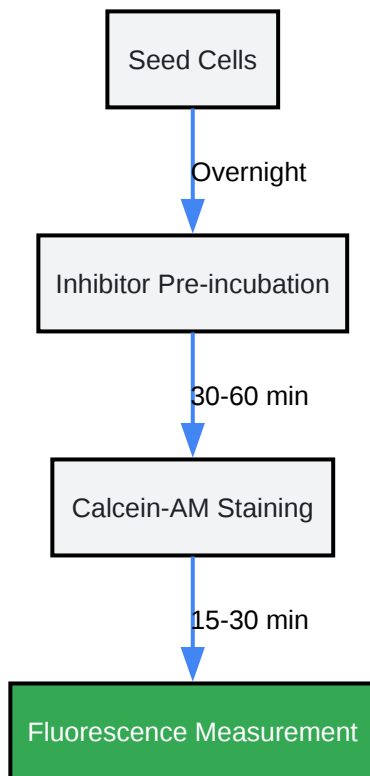 Seed Cells
Overnight
Inhibitor Pre-incubation
30-60 min
Calcein-AM Staining
15-30 min
Fluorescence Measurement